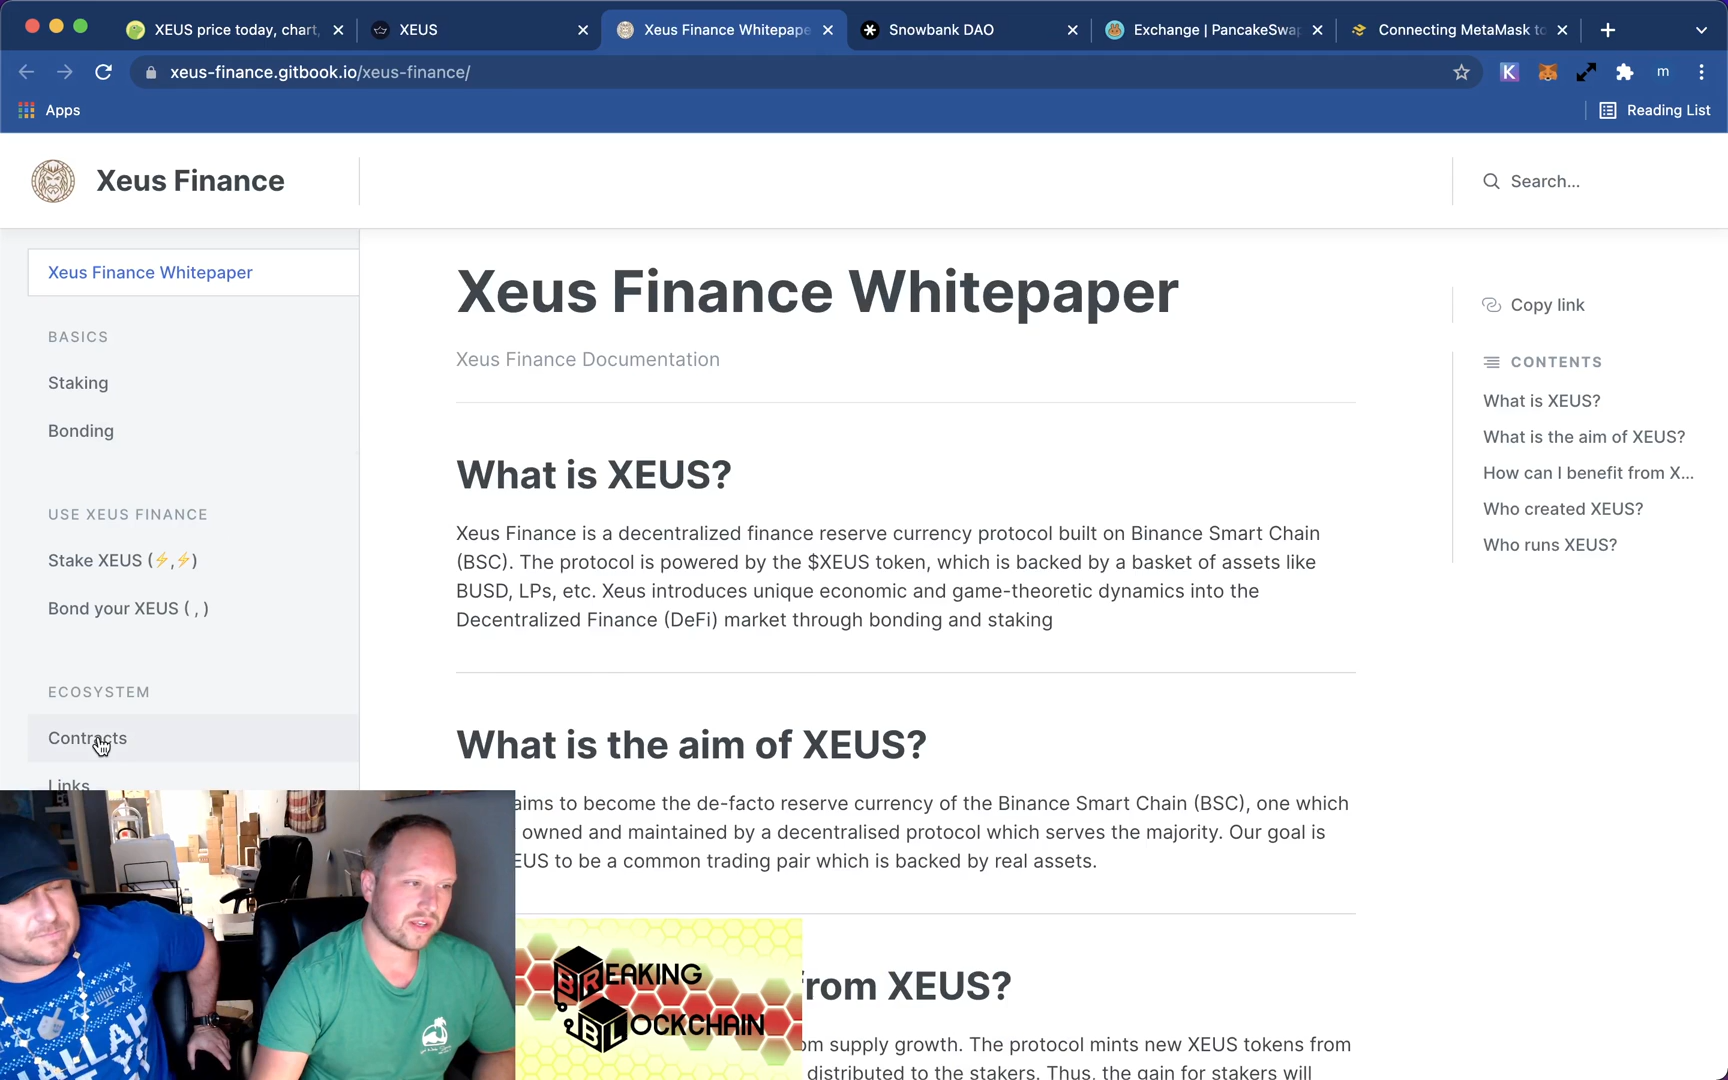 XEUS price today, chart,
XEUS
Xeus Finance Whitepape
Snowbank DAO
Exchange | PancakeSwap
Connecting MetaMask to
xeus-finance.gitbook.io/xeus-finance/
K
m
Apps
Reading List
Xeus Finance
Search...
Xeus Finance Whitepaper
BASICS
Staking
Bonding
USE XEUS FINANCE
Stake XEUS (⚡,⚡)
Bond your XEUS ( , )
ECOSYSTEM
Contracts
Links
Xeus Finance Whitepaper
Xeus Finance Documentation
What is XEUS?
Xeus Finance is a decentralized finance reserve currency protocol built on Binance Smart Chain
(BSC). The protocol is powered by the $XEUS token, which is backed by a basket of assets like
BUSD, LPs, etc. Xeus introduces unique economic and game-theoretic dynamics into the
Decentralized Finance (DeFi) market through bonding and staking
What is the aim of XEUS?
aims to become the de-facto reserve currency of the Binance Smart Chain (BSC), one which
owned and maintained by a decentralised protocol which serves the majority. Our goal is
EUS to be a common trading pair which is backed by real assets.
from XEUS?
om supply growth. The protocol mints new XEUS tokens from
distributed to the stakers. Thus, the gain for stakers will
Copy link
CONTENTS
What is XEUS?
What is the aim of XEUS?
How can I benefit from X...
Who created XEUS?
Who runs XEUS?
BREAKING
BLOCKCHAIN